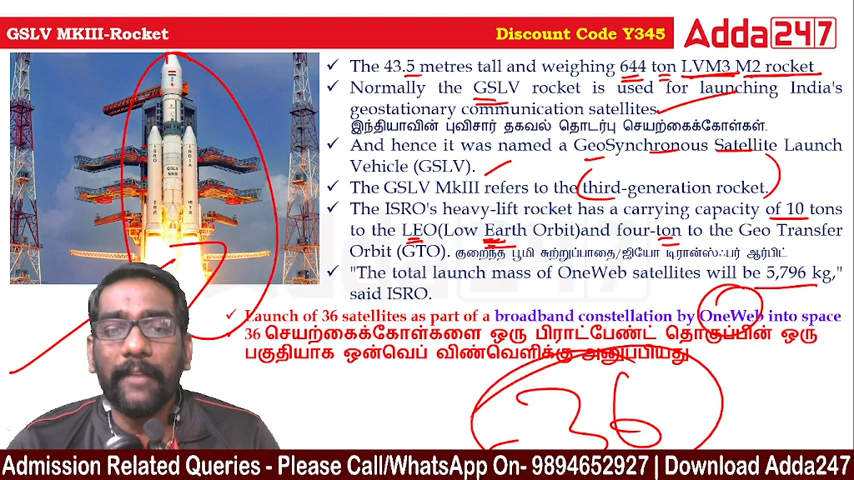 GSLV MKIII-Rocket
Discount Code Y345
Adda247
The 43.5 metres tall and weighing 644 ton LVM3 M2 rocket
Normally the GSLV rocket is used for launching India's
geostationary communication satellites.
இந்தியாவின் புவிசார் தகவல் தொடர்பு செயற்கைக்கோள்கள்.
And hence it was named a GeoSynchronous Satellite Launch
Vehicle (GSLV).
The GSLV MkIII refers to the third-generation rocket.
The ISRO's heavy-lift rocket has a carrying capacity of 10 tons
to the LEO(Low Earth Orbit)and four-ton to the Geo Transfer
Orbit (GTO). குறைந்த பூமி சுற்றுப்பாதை/ஜியோ டிரான்ஸ்ஃபர் ஆர்பிட்
"The total launch mass of OneWeb satellites will be 5,796 kg,"
said ISRO.
Launch of 36 satellites as part of a broadband constellation by OneWeb into space
36 செயற்கைக்கோள்களை ஒரு பிராட்பேண்ட் தொகுப்பின் ஒரு
பகுதியாக ஒன்வெப் விண்வெளிக்கு அனுப்பியது
36
Admission Related Queries - Please Call/WhatsApp On- 9894652927 | Download Adda247